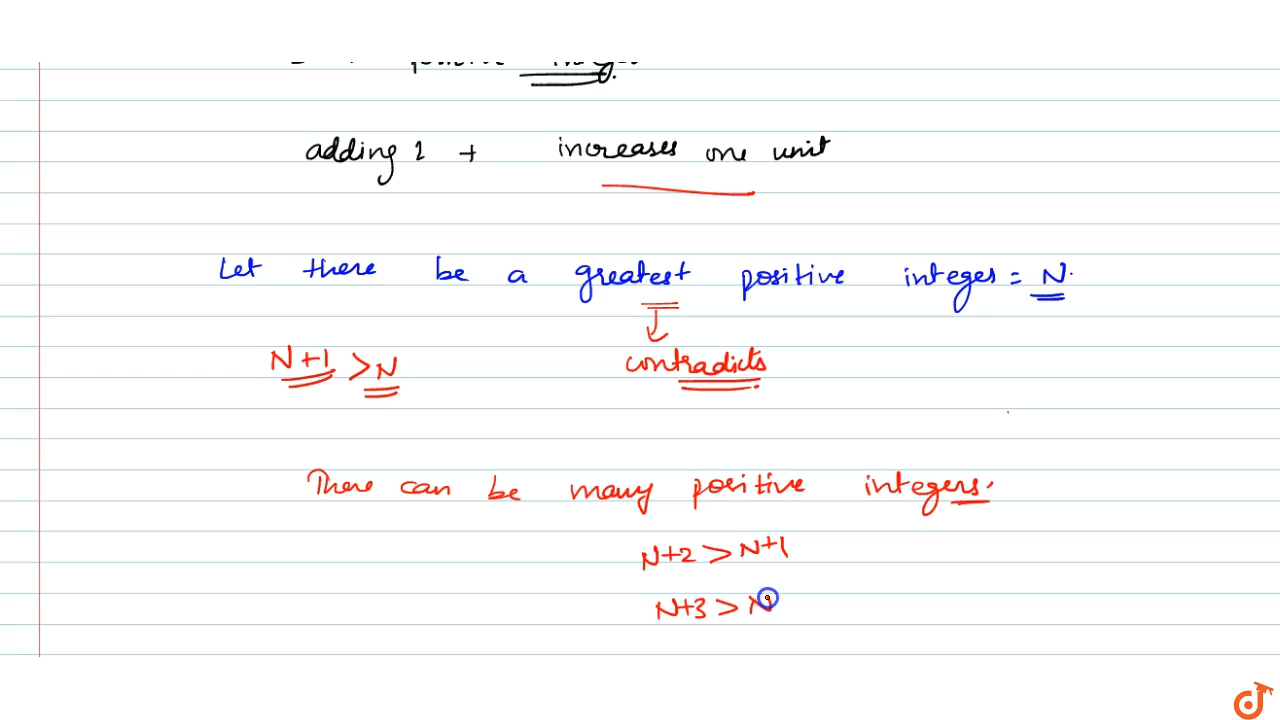 adding 1 + increases one unit
Let there be a greatest positive integer = N.
contradicts
N+1 > N
There can be many positive integers.
N+2 > N+1
N+3 > N